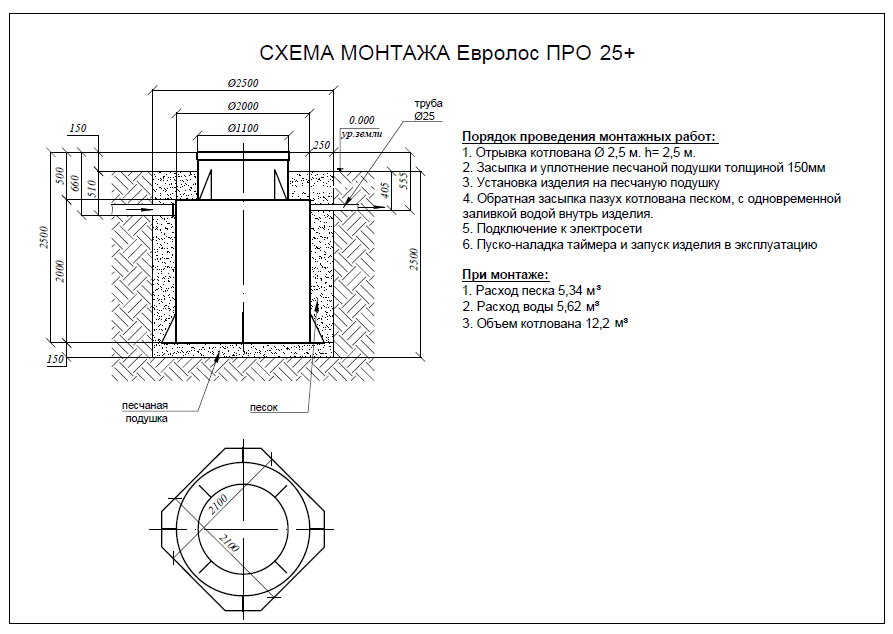 СХЕМА МОНТАЖА Евролос ПРО 25+
Ø2500
Ø2000
Ø1100
150
250
0.000
ур.земли
труба
Ø25
500
660
510
405
555
2500
2000
2500
150
песчаная
подушка
песок
2100
2100
Порядок проведения монтажных работ:
1. Отрывка котлована Ø 2,5 м. h= 2,5 м.
2. Засыпка и уплотнение песчаной подушки толщиной 150мм
3. Установка изделия на песчаную подушку
4. Обратная засыпка пазух котлована песком, с одновременной
заливкой водой внутрь изделия.
5. Подключение к электросети
6. Пуско-наладка таймера и запуск изделия в эксплуатацию
При монтаже:
1. Расход песка 5,34 м³
2. Расход воды 5,62 м³
3. Объем котлована 12,2 м³